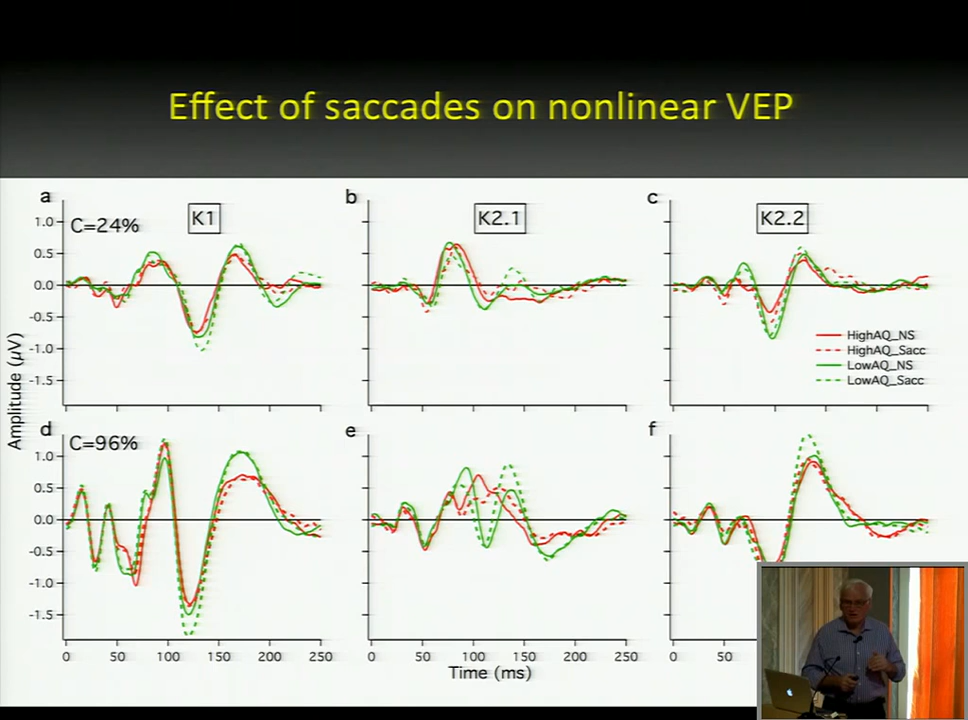 Effect of saccades on nonlinear VEP
a b c
C=24% K1 K2.1 K2.2
1.0
0.5
0.0
-0.5
-1.0
-1.5
HighAQ_NS
HighAQ_Sacc
LowAQ_NS
LowAQ_Sacc
Amplitude (µV)
d e f
C=96%
1.0
0.5
0.0
-0.5
-1.0
-1.5
0 50 100 150 200 250 0 50 100 150 200 250 0 50
Time (ms)